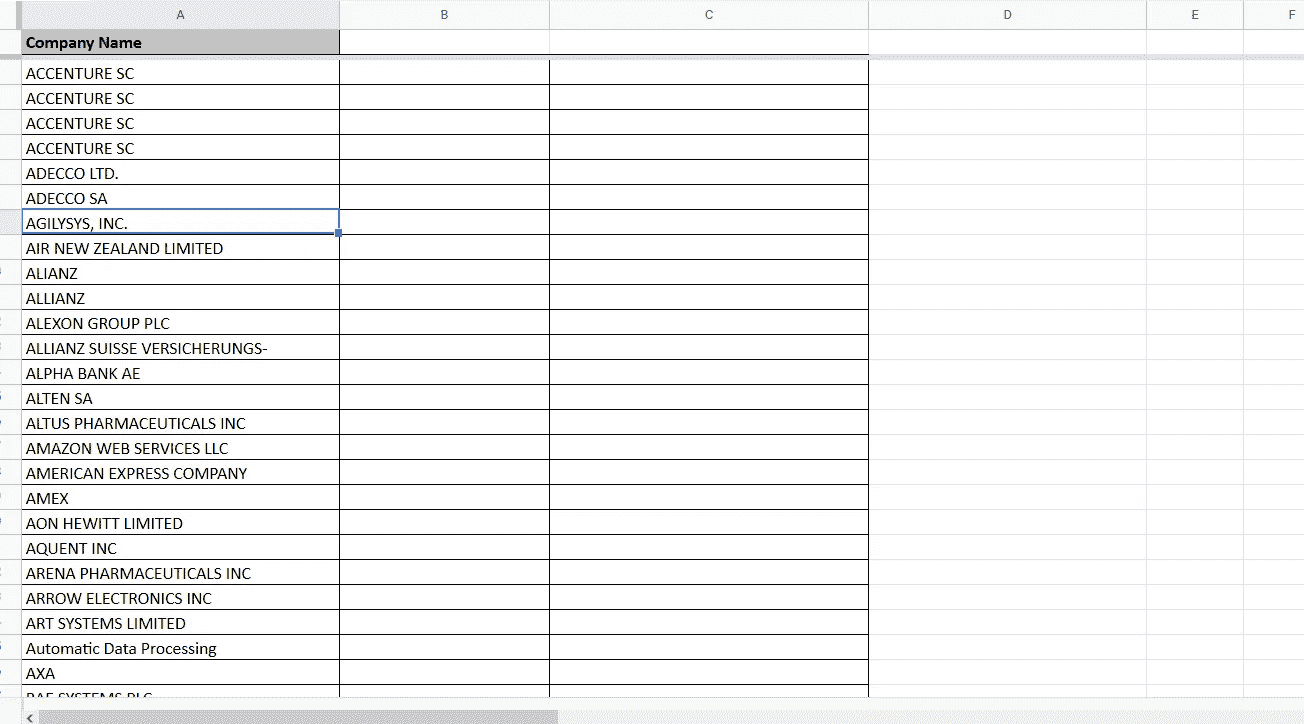 A B C D E F
Company Name
ACCENTURE SC
ACCENTURE SC
ACCENTURE SC
ACCENTURE SC
ADECCO LTD.
ADECCO SA
AGILYSYS, INC.
AIR NEW ZEALAND LIMITED
ALIANZ
ALLIANZ
ALEXON GROUP PLC
ALLIANZ SUISSE VERSICHERUNGS-
ALPHA BANK AE
ALTEN SA
ALTUS PHARMACEUTICALS INC
AMAZON WEB SERVICES LLC
AMERICAN EXPRESS COMPANY
AMEX
AON HEWITT LIMITED
AQUENT INC
ARENA PHARMACEUTICALS INC
ARROW ELECTRONICS INC
ART SYSTEMS LIMITED
Automatic Data Processing
AXA
BAE SYSTEMS PLC